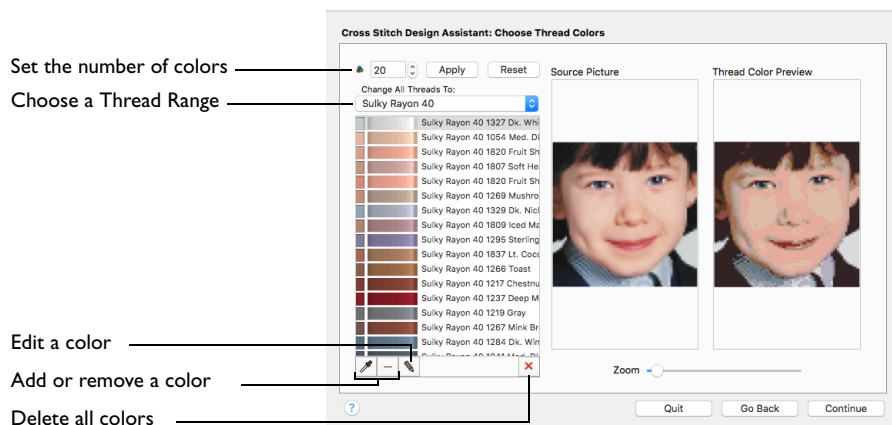 Cross Stitch Design Assistant: Choose Thread Colors
Set the number of colors
20
Apply
Reset
Choose a Thread Range
Change All Threads To:
Sulky Rayon 40
Sulky Rayon 40 1327 Dk. Whi
Sulky Rayon 40 1054 Med. D
Sulky Rayon 40 1820 Fruit Sh
Sulky Rayon 40 1807 Soft He
Sulky Rayon 40 1820 Fruit Sh
Sulky Rayon 40 1269 Mushro
Sulky Rayon 40 1329 Dk. Nicl
Sulky Rayon 40 1809 Iced Ma
Sulky Rayon 40 1295 Sterling
Sulky Rayon 40 1837 Lt. Coco
Sulky Rayon 40 1266 Toast
Sulky Rayon 40 1217 Chestnu
Sulky Rayon 40 1237 Deep M
Sulky Rayon 40 1219 Gray
Sulky Rayon 40 1267 Mink Br
Sulky Rayon 40 1284 Dk. Win
Source Picture
Thread Color Preview
Edit a color
Add or remove a color
Delete all colors
Zoom
?
Quit
Go Back
Continue